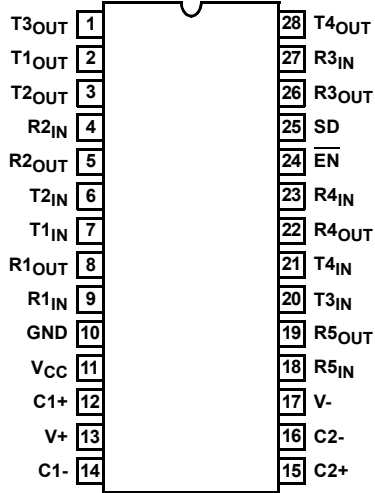 T3OUT 1 28 T4OUT
T1OUT 2 27 R3IN
T2OUT 3 26 R3OUT
R2IN 4 25 SD
R2OUT 5 24 E̅N̅
T2IN 6 23 R4IN
T1IN 7 22 R4OUT
R1OUT 8 21 T4IN
R1IN 9 20 T3IN
GND 10 19 R5OUT
VCC 11 18 R5IN
C1+ 12 17 V-
V+ 13 16 C2-
C1- 14 15 C2+